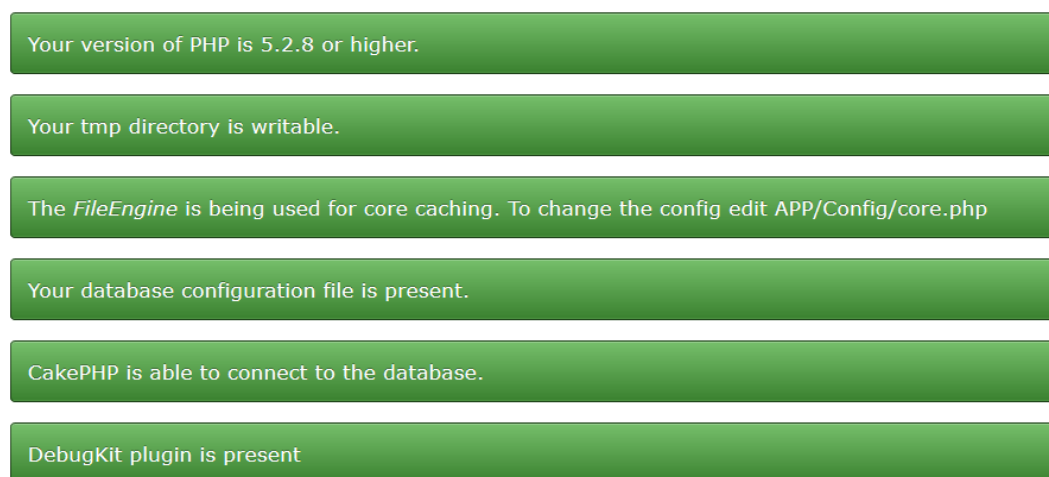 Your version of PHP is 5.2.8 or higher.
Your tmp directory is writable.
The FileEngine is being used for core caching. To change the config edit APP/Config/core.php
Your database configuration file is present.
CakePHP is able to connect to the database.
DebugKit plugin is present